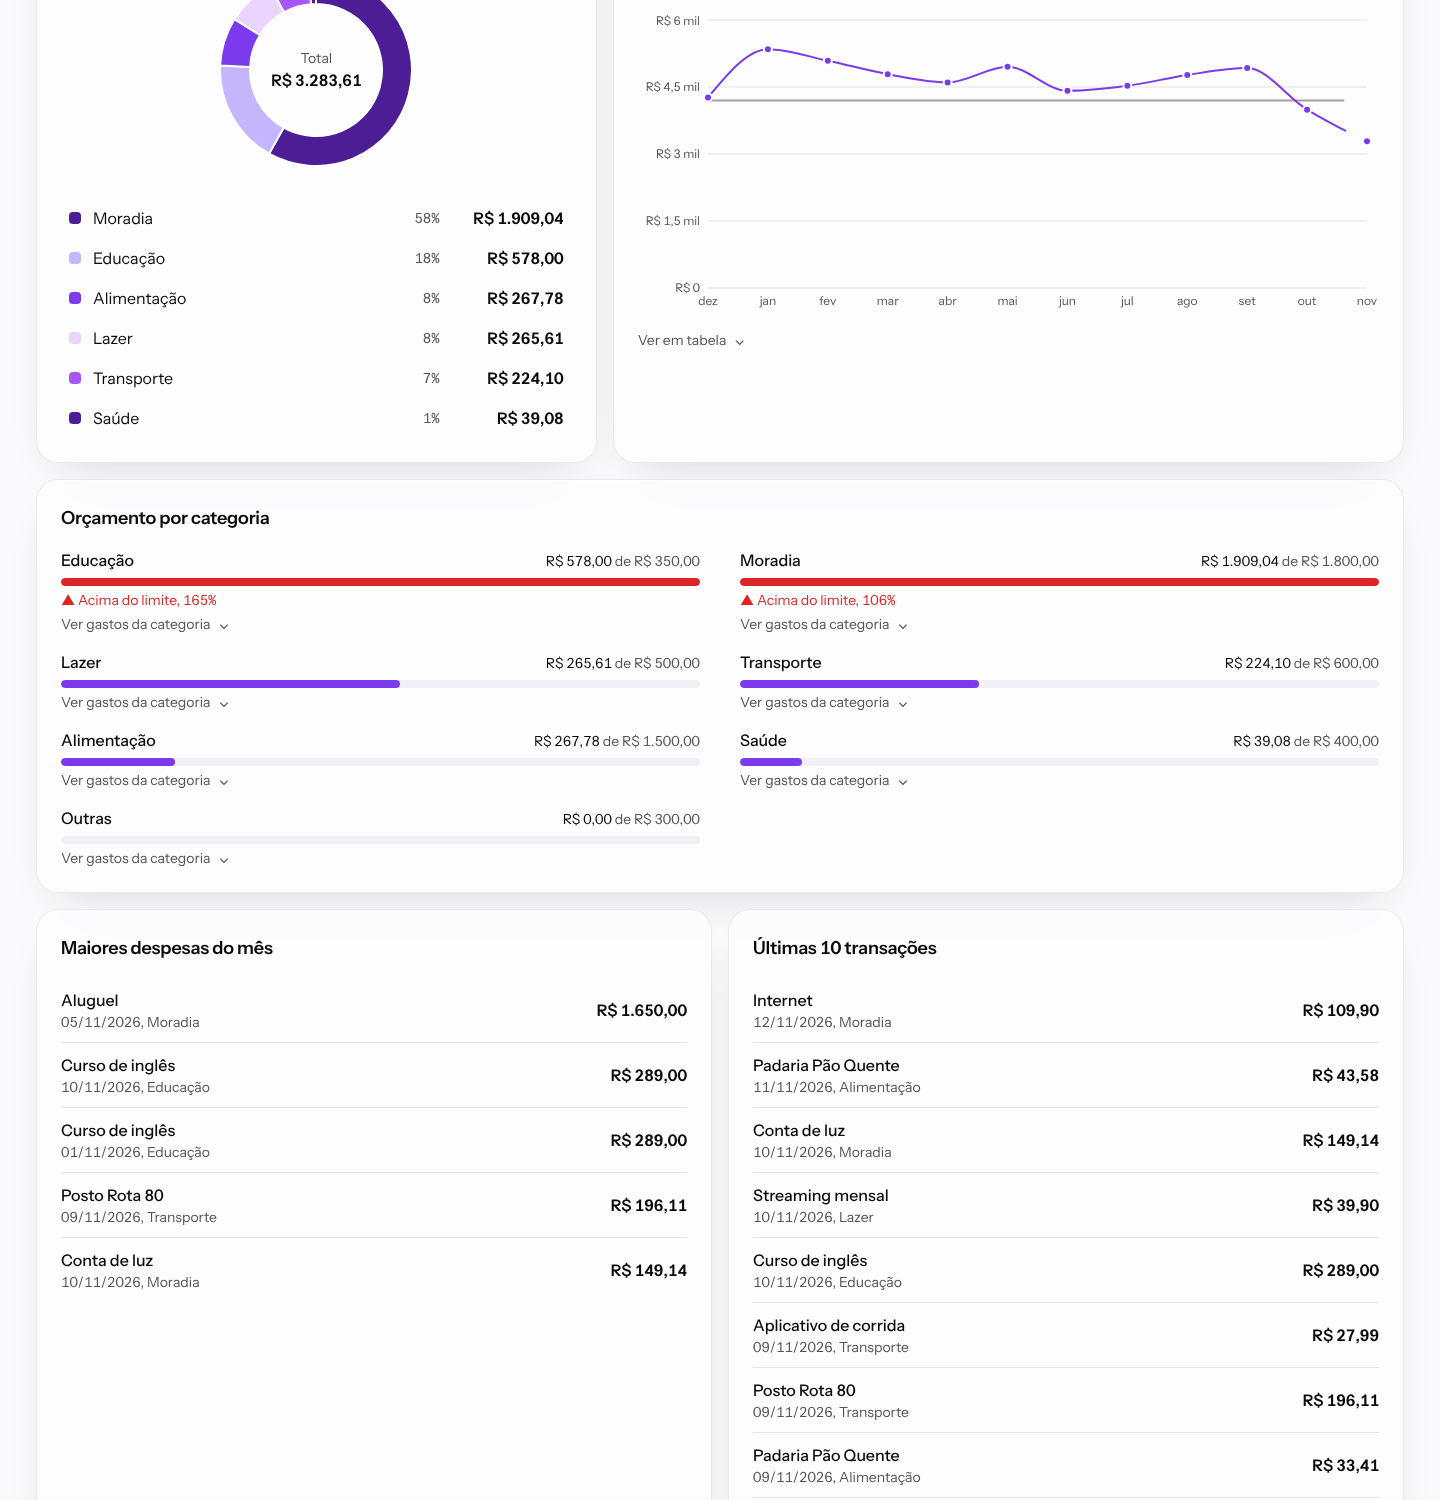 Total
R$ 3.283,61
Moradia 58% R$ 1.909,04
Educação 18% R$ 578,00
Alimentação 8% R$ 267,78
Lazer 8% R$ 265,61
Transporte 7% R$ 224,10
Saúde 1% R$ 39,08
R$ 6 mil
R$ 4,5 mil
R$ 3 mil
R$ 1,5 mil
R$ 0
dez jan fev mar abr mai jun jul ago set out nov
Ver em tabela
Orçamento por categoria
Educação R$ 578,00 de R$ 350,00
Acima do limite, 165%
Ver gastos da categoria
Moradia R$ 1.909,04 de R$ 1.800,00
Acima do limite, 106%
Ver gastos da categoria
Lazer R$ 265,61 de R$ 500,00
Ver gastos da categoria
Transporte R$ 224,10 de R$ 600,00
Ver gastos da categoria
Alimentação R$ 267,78 de R$ 1.500,00
Ver gastos da categoria
Saúde R$ 39,08 de R$ 400,00
Ver gastos da categoria
Outras R$ 0,00 de R$ 300,00
Ver gastos da categoria
Maiores despesas do mês
Aluguel R$ 1.650,00
05/11/2026, Moradia
Curso de inglês R$ 289,00
10/11/2026, Educação
Curso de inglês R$ 289,00
01/11/2026, Educação
Posto Rota 80 R$ 196,11
09/11/2026, Transporte
Conta de luz R$ 149,14
10/11/2026, Moradia
Últimas 10 transações
Internet R$ 109,90
12/11/2026, Moradia
Padaria Pão Quente R$ 43,58
11/11/2026, Alimentação
Conta de luz R$ 149,14
10/11/2026, Moradia
Streaming mensal R$ 39,90
10/11/2026, Lazer
Curso de inglês R$ 289,00
10/11/2026, Educação
Aplicativo de corrida R$ 27,99
09/11/2026, Transporte
Posto Rota 80 R$ 196,11
09/11/2026, Transporte
Padaria Pão Quente R$ 33,41
09/11/2026, Alimentação